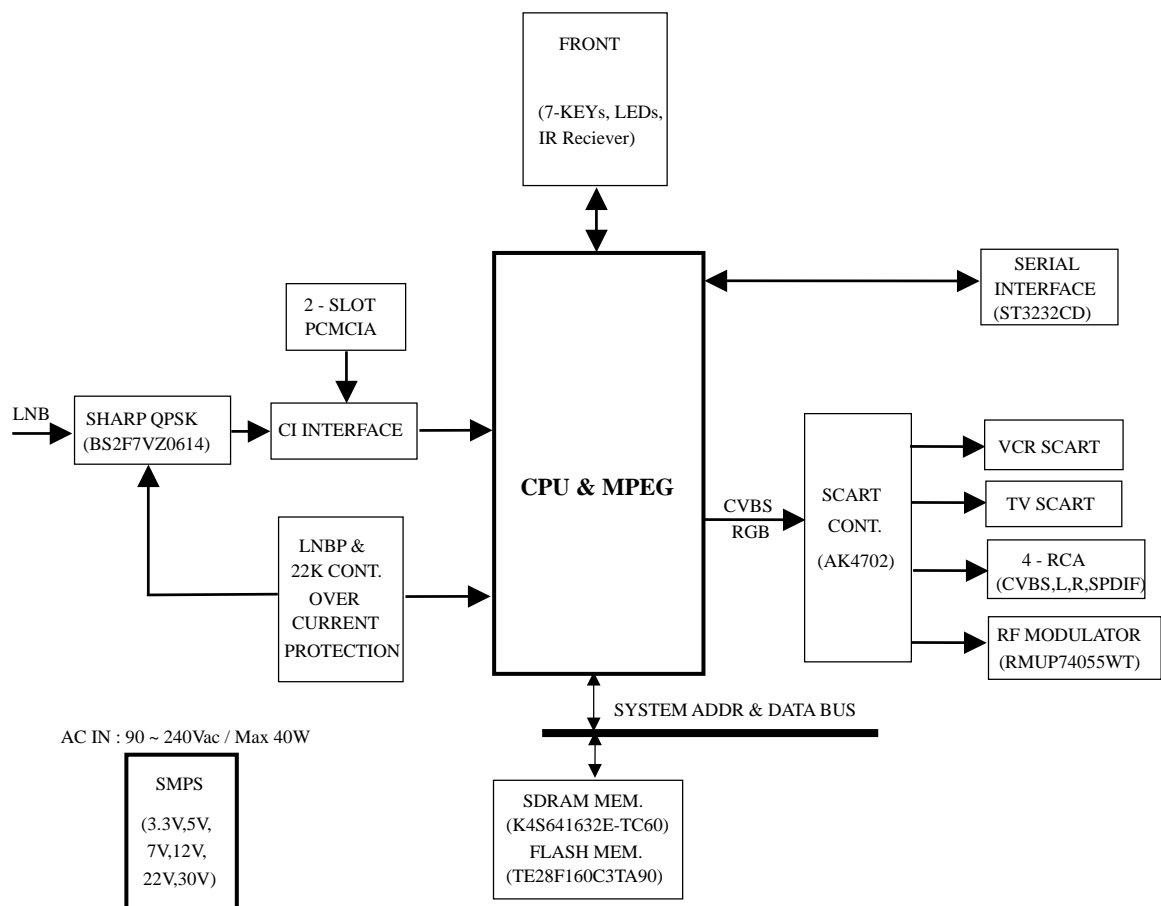 FRONT
(7-KEYs, LEDs,
IR Reciever)
SERIAL
INTERFACE
(ST3232CD)
2 - SLOT
PCMCIA
LNB
SHARP QPSK
(BS2F7VZ0614)
CI INTERFACE
CPU & MPEG
CVBS
RGB
SCART
CONT.
(AK4702)
VCR SCART
TV SCART
4 - RCA
(CVBS,L,R,SPDIF)
RF MODULATOR
(RMUP74055WT)
LNBP &
22K CONT.
OVER
CURRENT
PROTECTION
SYSTEM ADDR & DATA BUS
AC IN : 90 ~ 240Vac / Max 40W
SMPS
(3.3V,5V,
7V,12V,
22V,30V)
SDRAM MEM.
(K4S641632E-TC60)
FLASH MEM.
(TE28F160C3TA90)